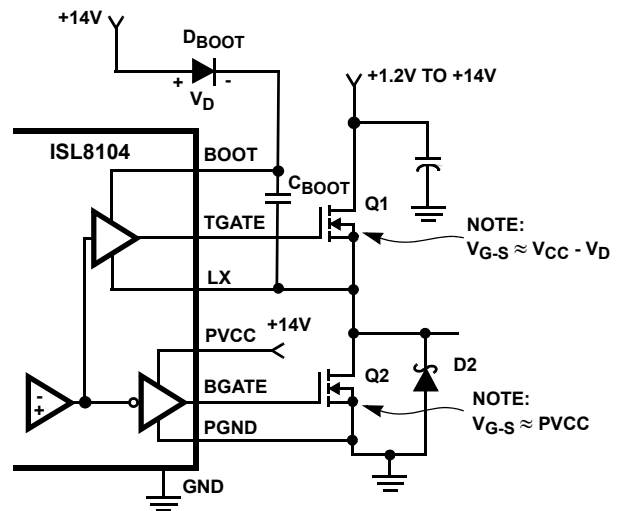 +14V
DBOOT
+ -
VD
+1.2V TO +14V
ISL8104
BOOT
CBOOT
Q1
TGATE
NOTE:
VG-S ≈ VCC - VD
LX
PVCC
+14V
Q2
D2
BGATE
NOTE:
VG-S ≈ PVCC
- +
PGND
GND